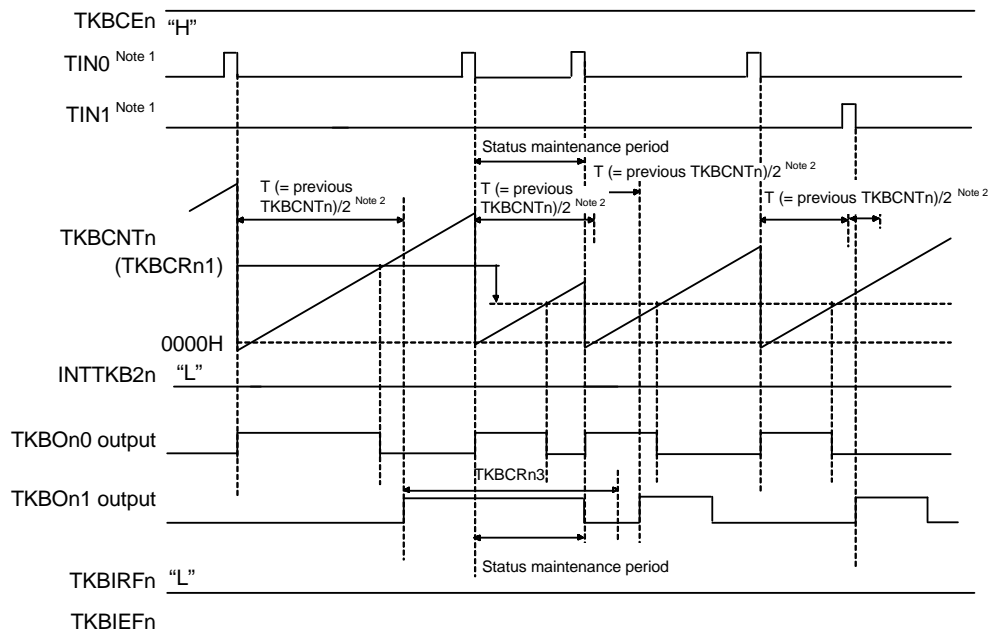 TKBCEn “H”
TIN0 Note 1
TIN1 Note 1
Status maintenance period
T (= previous TKBCNTn)/2 Note 2
T (= previous
TKBCNTn)/2 Note 2
T (= previous
TKBCNTn)/2 Note 2
T (= previous TKBCNTn)/2 Note 2
TKBCNTn
(TKBCRn1)
0000H
INTTKB2n “L”
TKBOn0 output
TKBCRn3
TKBOn1 output
Status maintenance period
TKBIRFn “L”
TKBIEFn